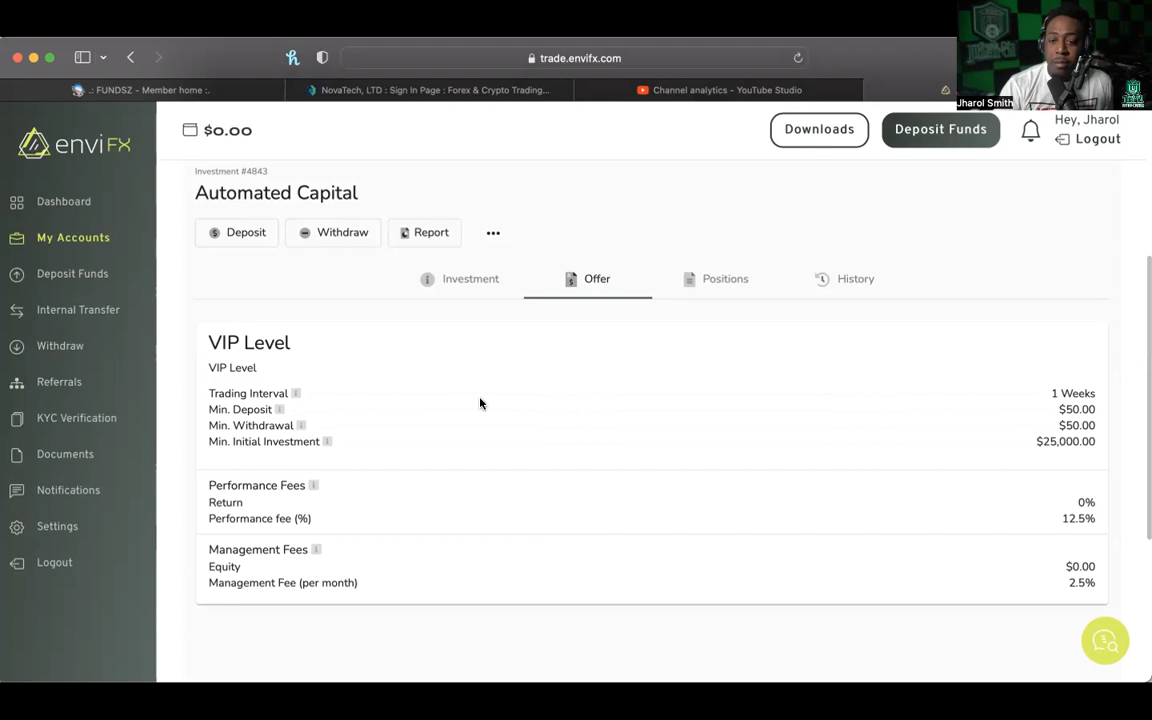 trade.envifx.com
.: FUNDSZ - Member home :.
NovaTech, LTD : Sign In Page : Forex & Crypto Trading...
Channel analytics - YouTube Studio
Jharol Smith
envi FX
$0.00
Downloads
Deposit Funds
Hey, Jharol
Logout
Dashboard
My Accounts
Deposit Funds
Internal Transfer
Withdraw
Referrals
KYC Verification
Documents
Notifications
Settings
Logout
Investment #4843
Automated Capital
Deposit
Withdraw
Report
Investment
Offer
Positions
History
VIP Level
VIP Level
Trading Interval 1 Weeks
Min. Deposit $50.00
Min. Withdrawal $50.00
Min. Initial Investment $25,000.00
Performance Fees
Return 0%
Performance fee (%) 12.5%
Management Fees
Equity $0.00
Management Fee (per month) 2.5%